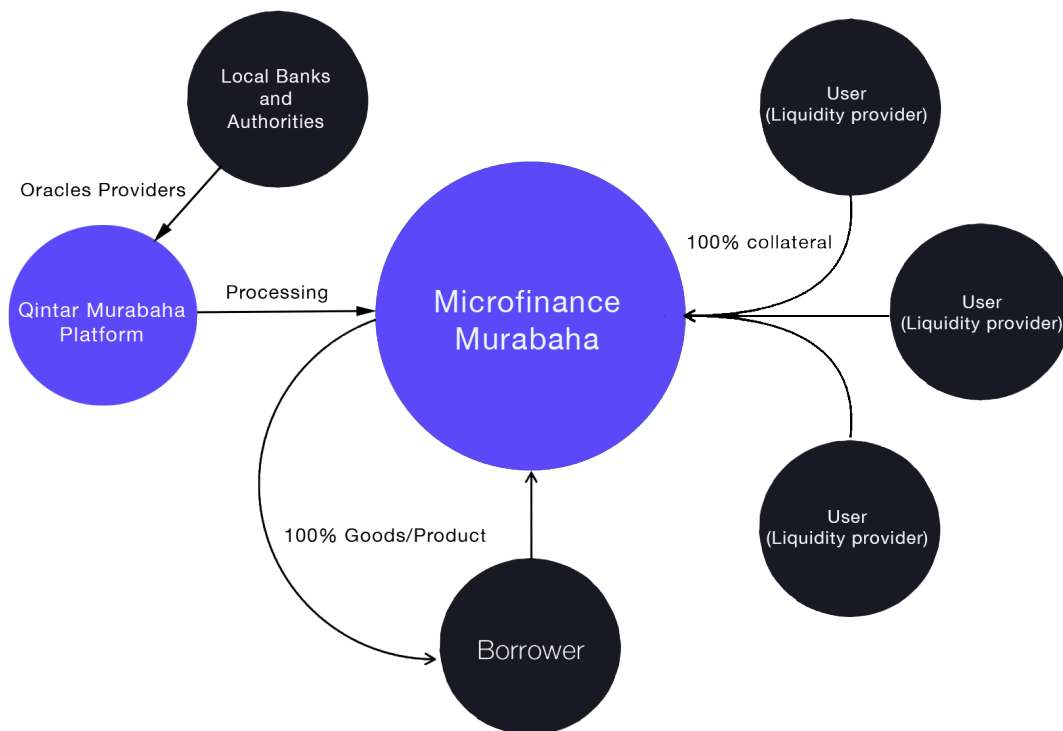 Local Banks
and
Authorities
User
(Liquidity provider)
Oracles Providers
100% collateral
Qintar Murabaha
Platform
Processing
Microfinance
Murabaha
User
(Liquidity provider)
100% Goods/Product
User
(Liquidity provider)
Borrower